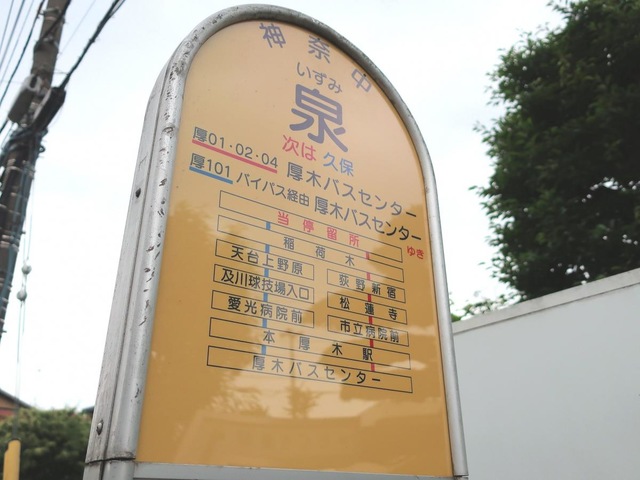 神奈中
いずみ
泉
次は 久保
厚01・02・04 厚木バスセンター
厚101 バイパス経由 厚木バスセンター
ゆき
当停留所
稲荷木
天台上野原 荻野新宿
及川球技場入口 松蓮寺
愛光病院前 市立病院前
本厚木駅
厚木バスセンター